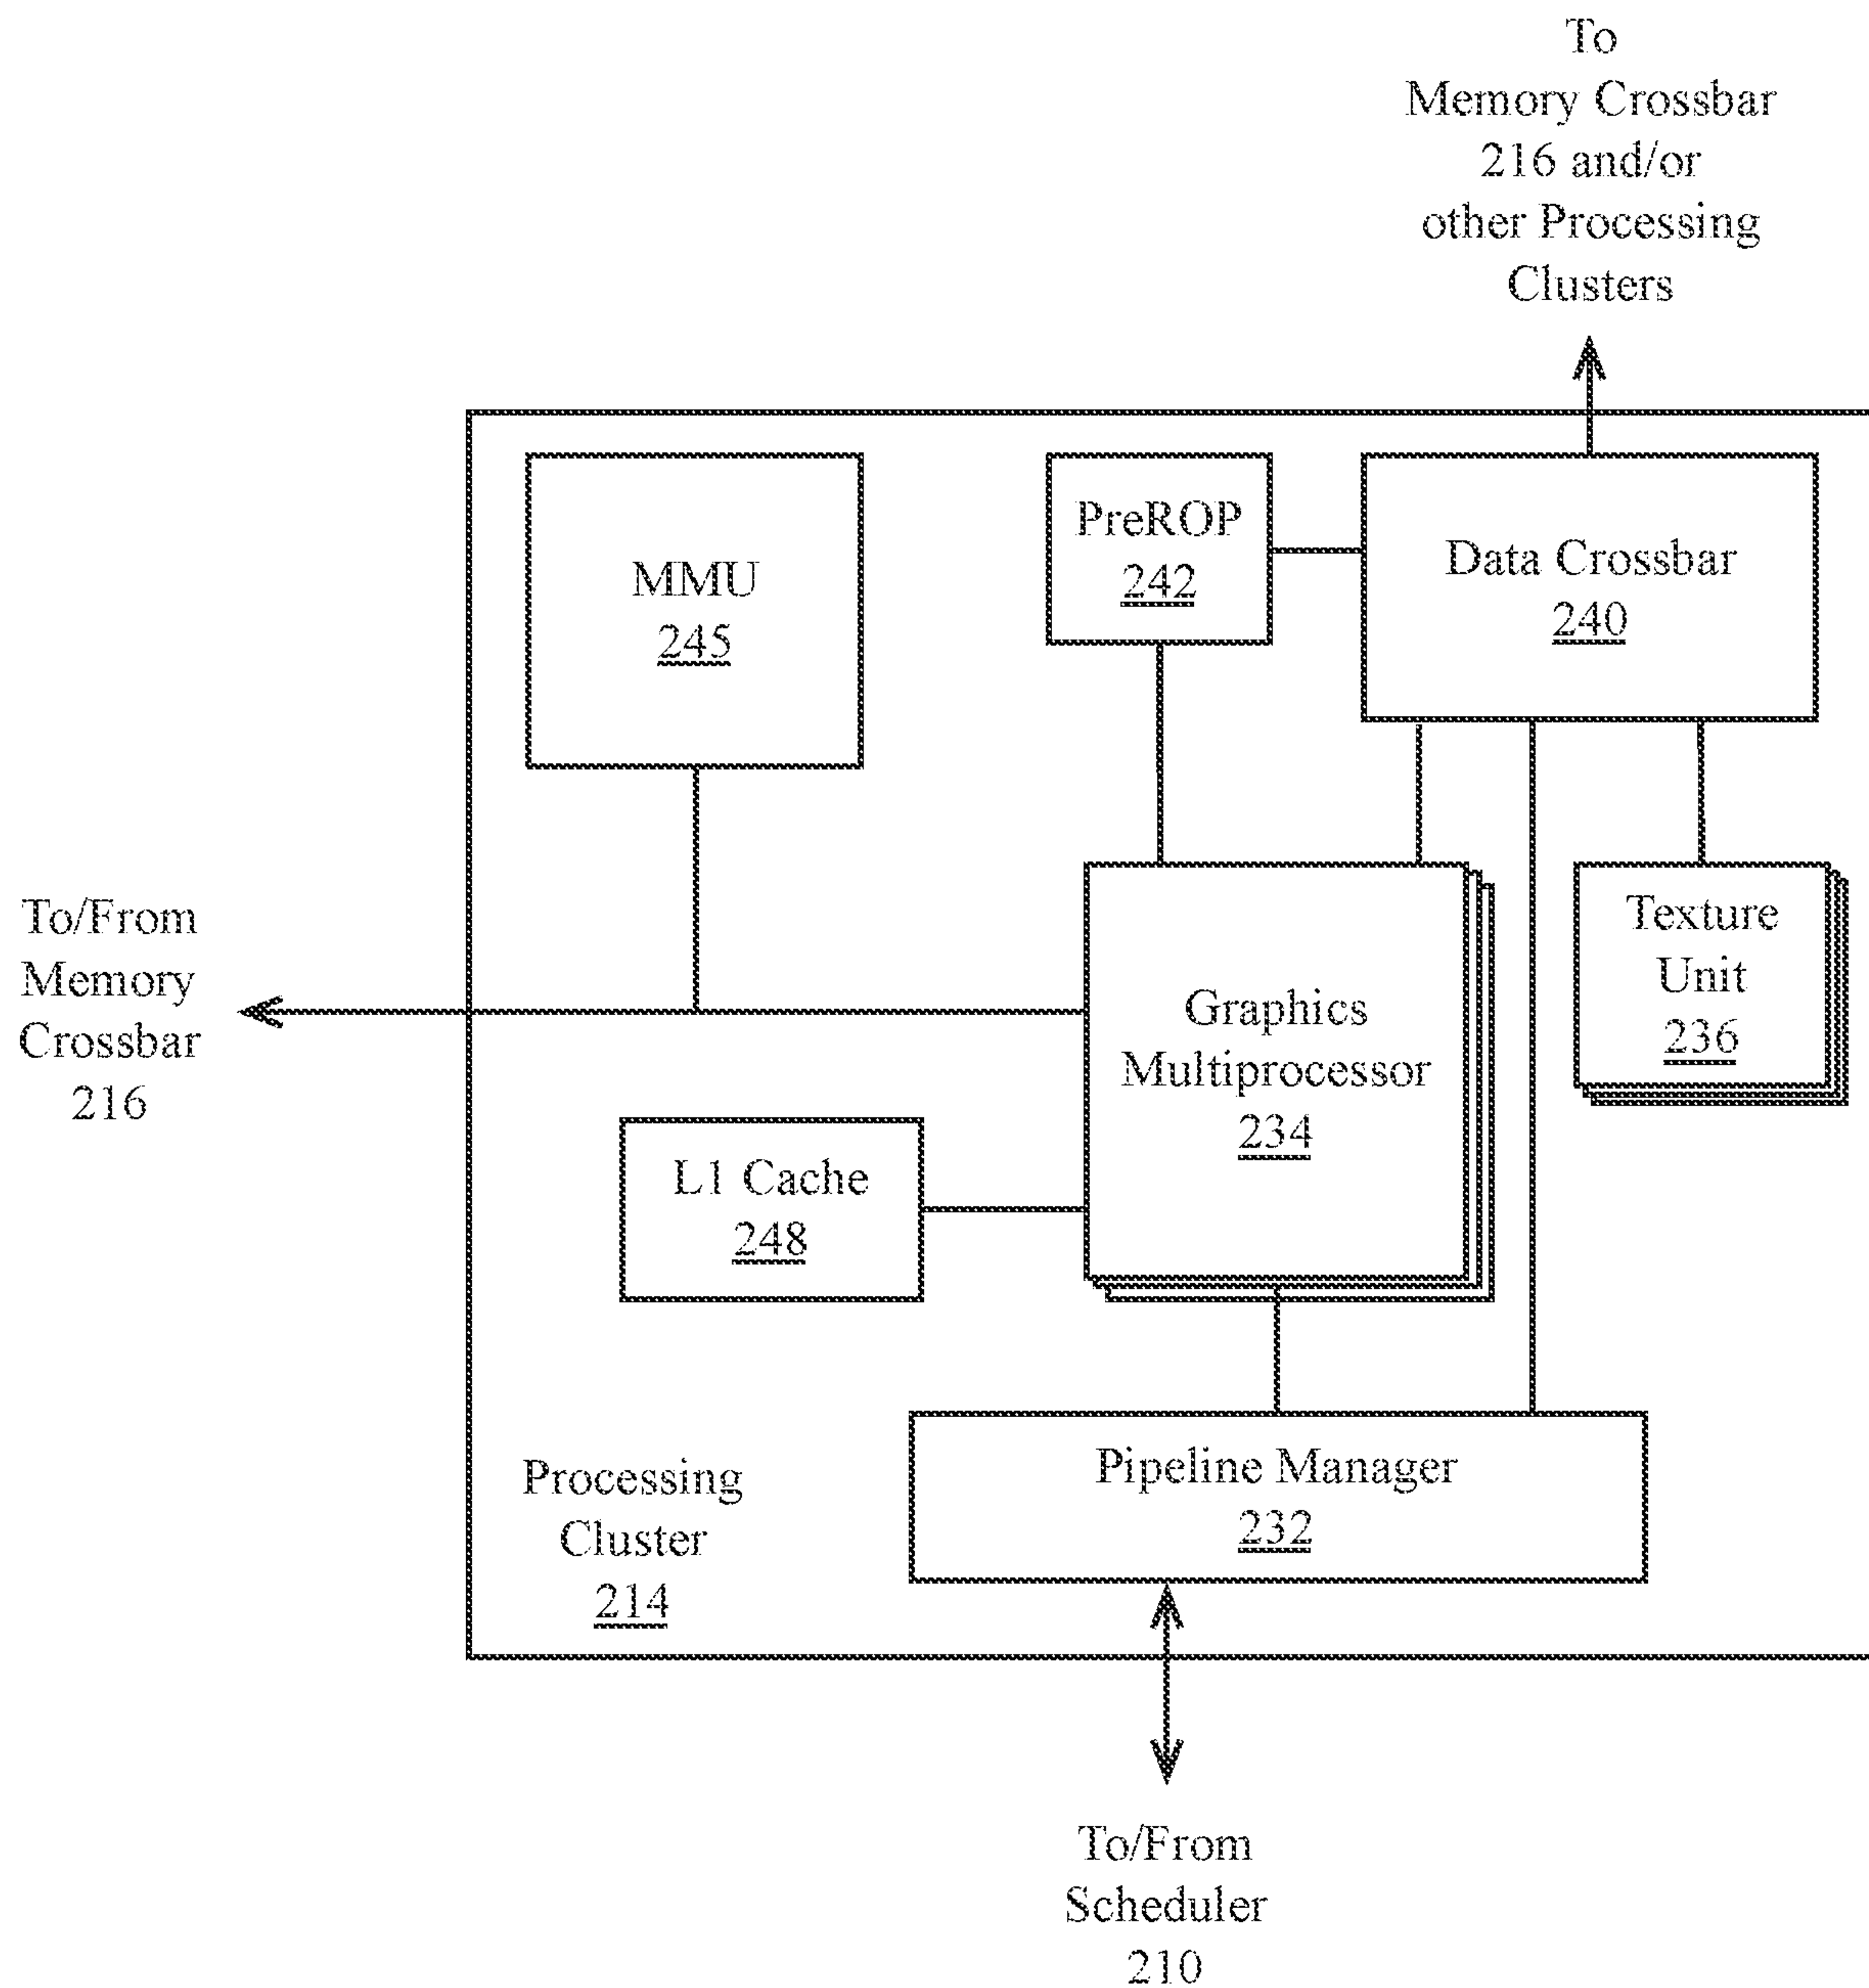 To
Memory Crossbar
216 and/or
other Processing
Clusters
MMU
245
PreROP
242
Data Crossbar
240
To/From
Memory
Crossbar
216
Graphics
Multiprocessor
234
Texture
Unit
236
L1 Cache
248
Processing
Cluster
214
Pipeline Manager
232
To/From
Scheduler
210